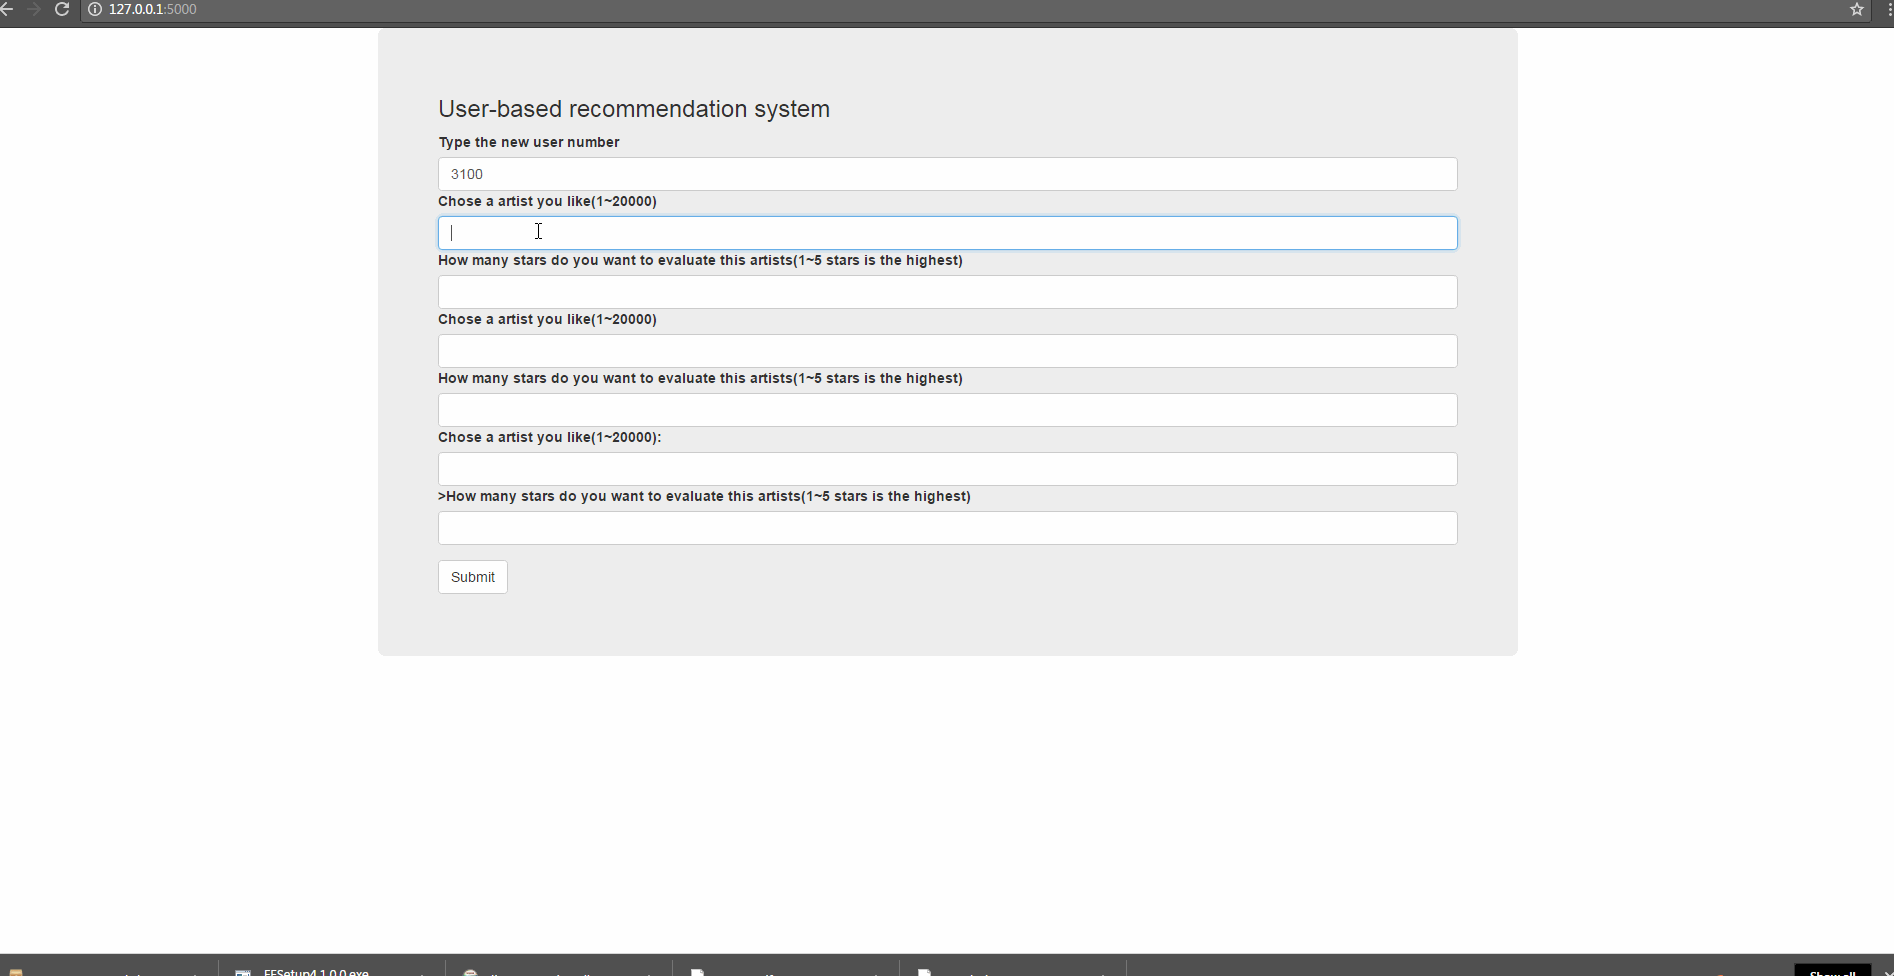 127.0.0.1:5000
User-based recommendation system
Type the new user number
3100
Chose a artist you like(1~20000)
How many stars do you want to evaluate this artists(1~5 stars is the highest)
Chose a artist you like(1~20000)
How many stars do you want to evaluate this artists(1~5 stars is the highest)
Chose a artist you like(1~20000):
>How many stars do you want to evaluate this artists(1~5 stars is the highest)
Submit
FFSetup4.1.0.0.exe
Show all